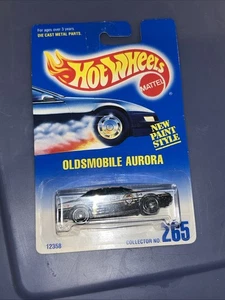 For ages over 3 years
DIE CAST METAL PARTS.
Hot Wheels
MATTEL
NEW
PAINT
STYLE
OLDSMOBILE AURORA
12358
COLLECTOR NO.
265